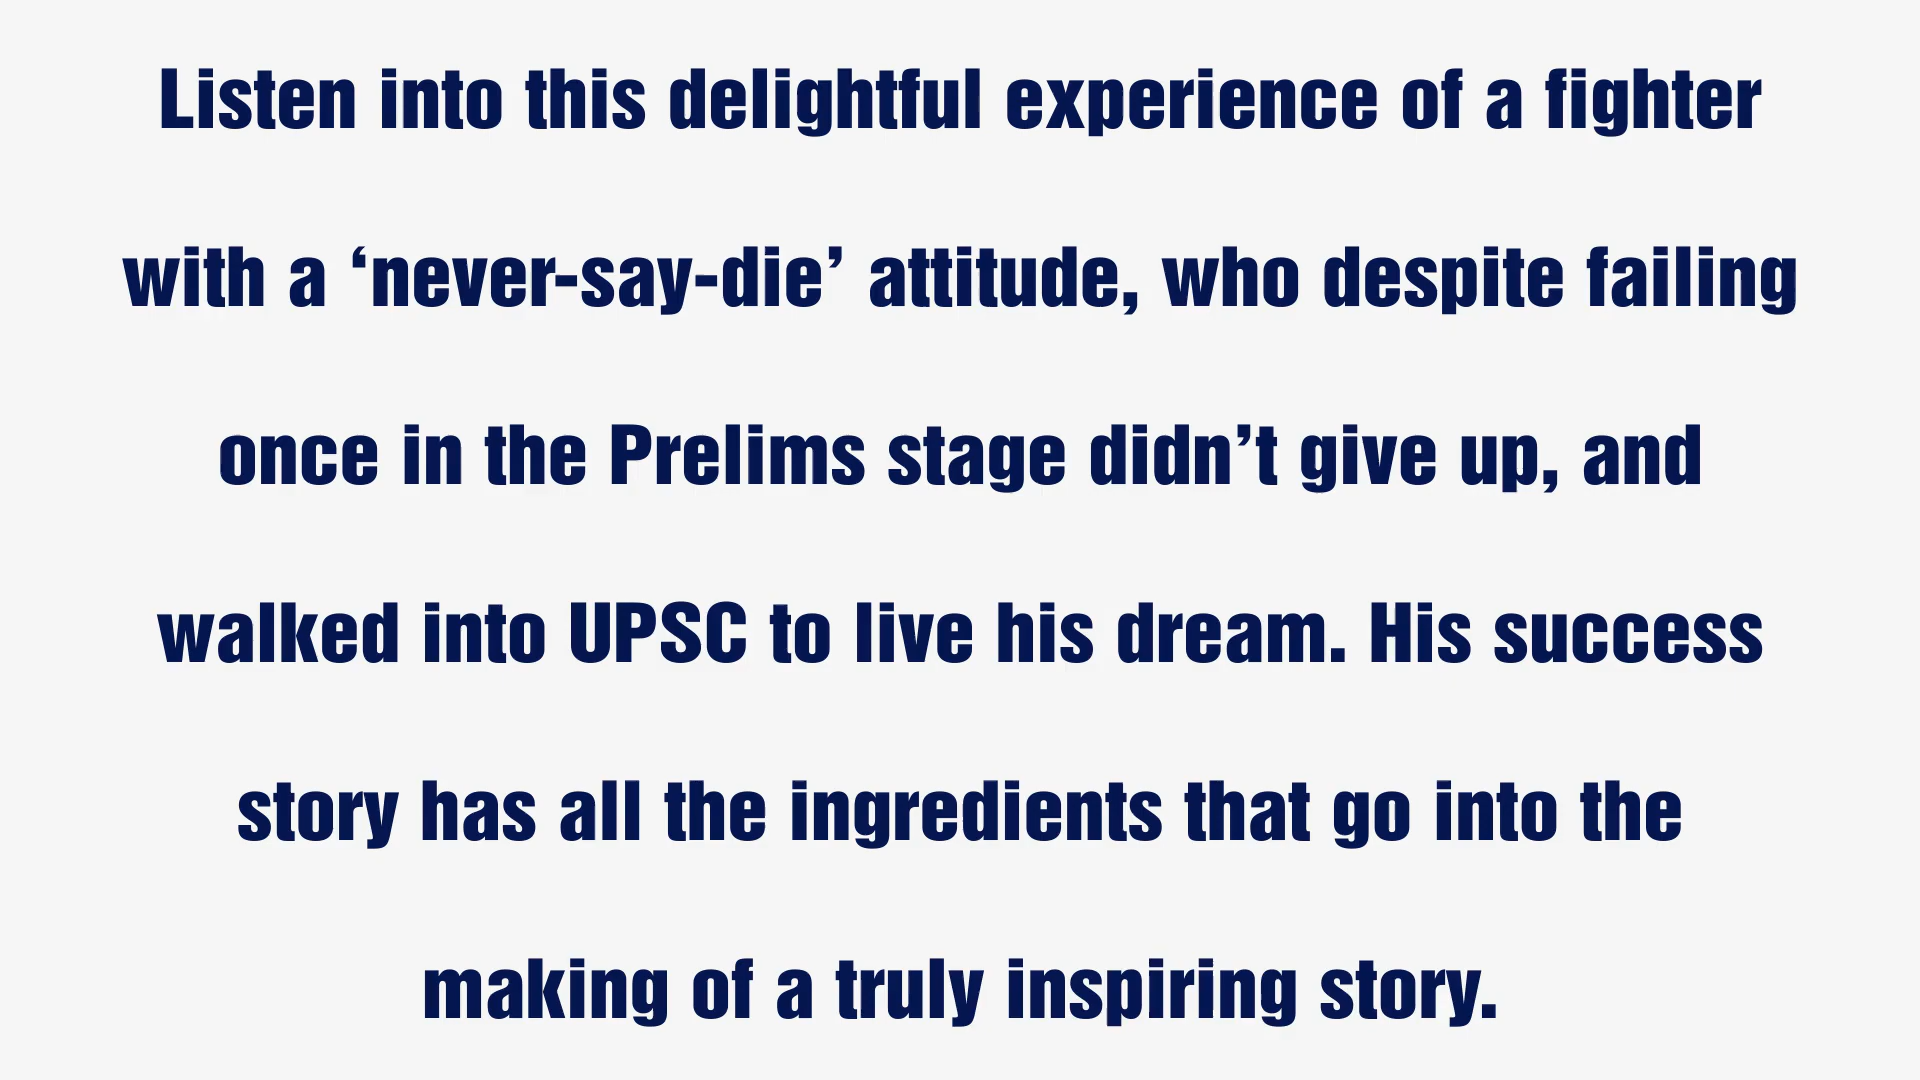 Listen into this delightful experience of a fighter
with a ‘never-say-die’ attitude, who despite failing
once in the Prelims stage didn’t give up, and
walked into UPSC to live his dream. His success
story has all the ingredients that go into the
making of a truly inspiring story.